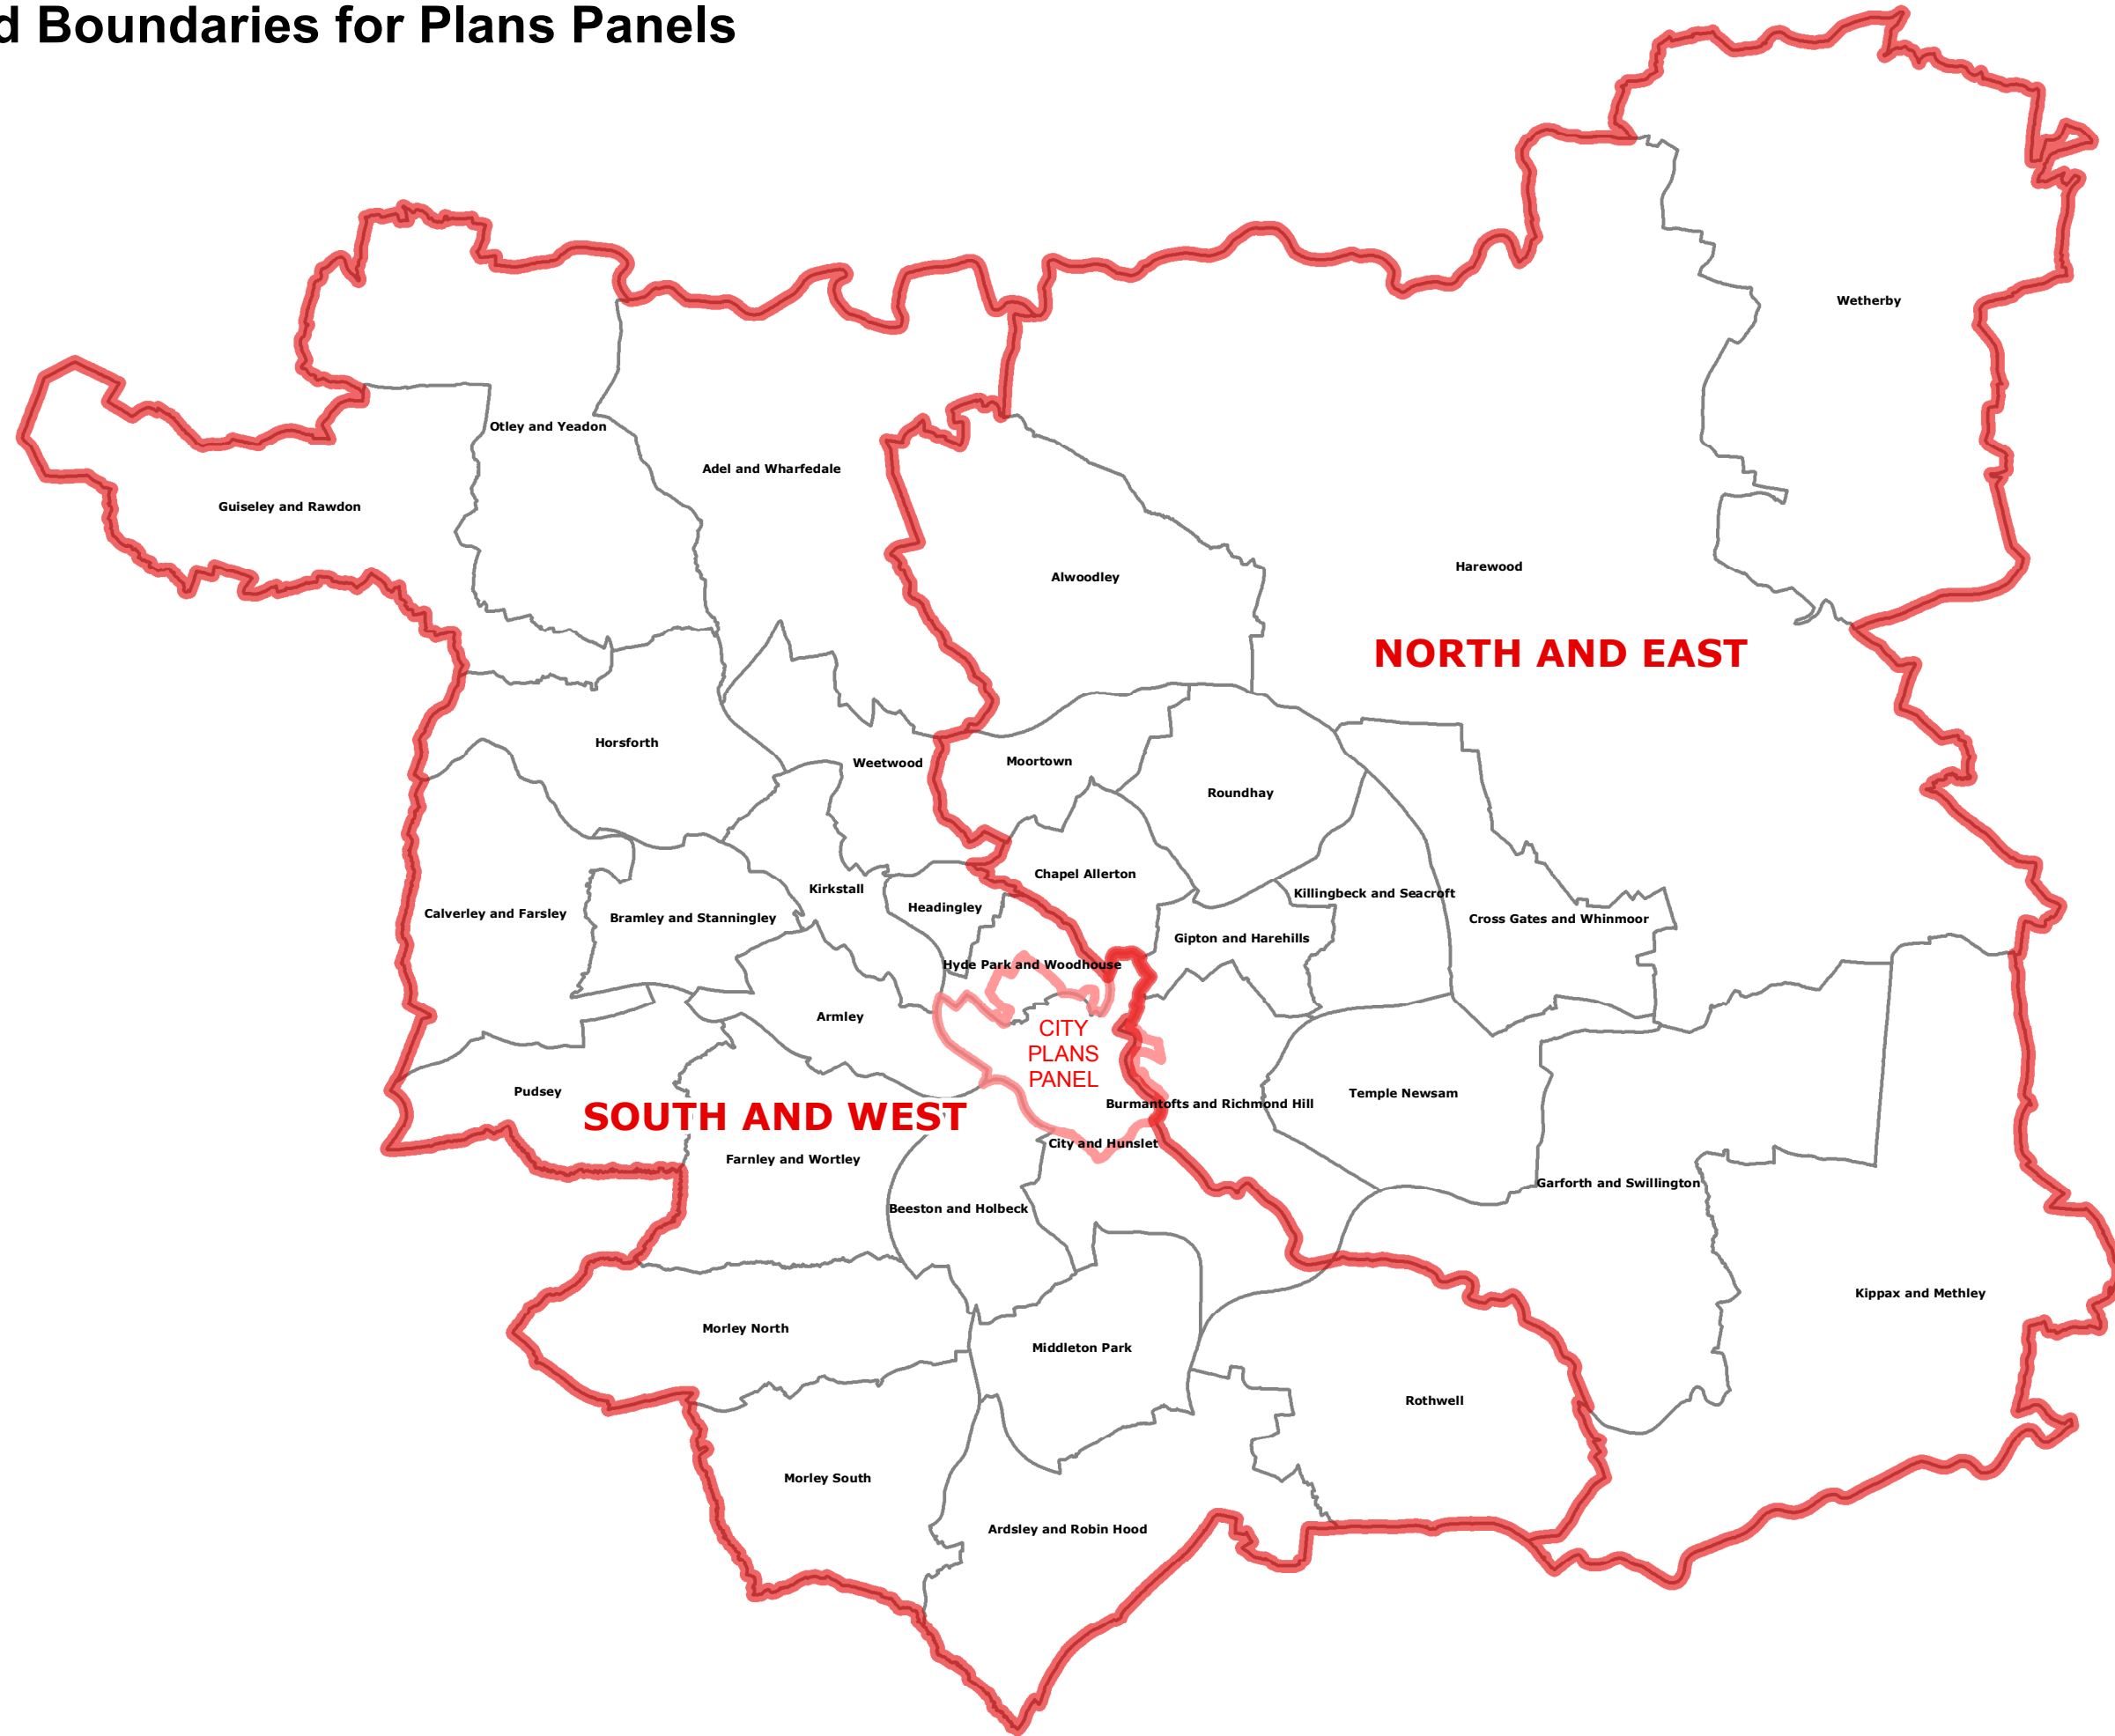 d Boundaries for Plans Panels
Wetherby
Otley and Yeadon
Adel and Wharfedale
Guiseley and Rawdon
Alwoodley
Harewood
NORTH AND EAST
Horsforth
Weetwood
Moortown
Roundhay
Chapel Allerton
Kirkstall
Killingbeck and Seacroft
Headingley
Calverley and Farsley
Bramley and Stanningley
Cross Gates and Whinmoor
Gipton and Harehills
Hyde Park and Woodhouse
Armley
CITY
PLANS
PANEL
Pudsey
Temple Newsam
Burmantofts and Richmond Hill
SOUTH AND WEST
City and Hunslet
Farnley and Wortley
Garforth and Swillington
Beeston and Holbeck
Kippax and Methley
Morley North
Middleton Park
Rothwell
Morley South
Ardsley and Robin Hood